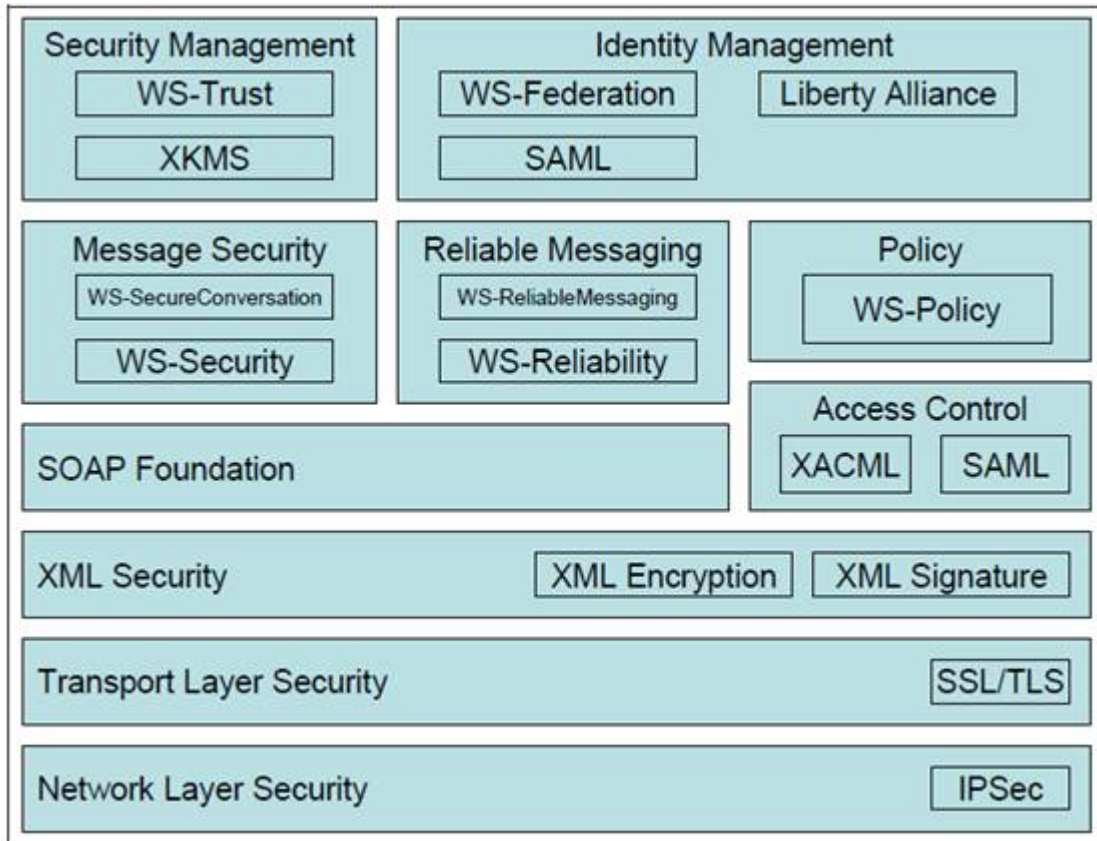 Security Management
WS-Trust
XKMS
Identity Management
WS-Federation
Liberty Alliance
SAML
Message Security
WS-SecureConversation
WS-Security
Reliable Messaging
WS-ReliableMessaging
WS-Reliability
Policy
WS-Policy
Access Control
XACML
SAML
SOAP Foundation
XML Security
XML Encryption
XML Signature
Transport Layer Security
SSL/TLS
Network Layer Security
IPSec